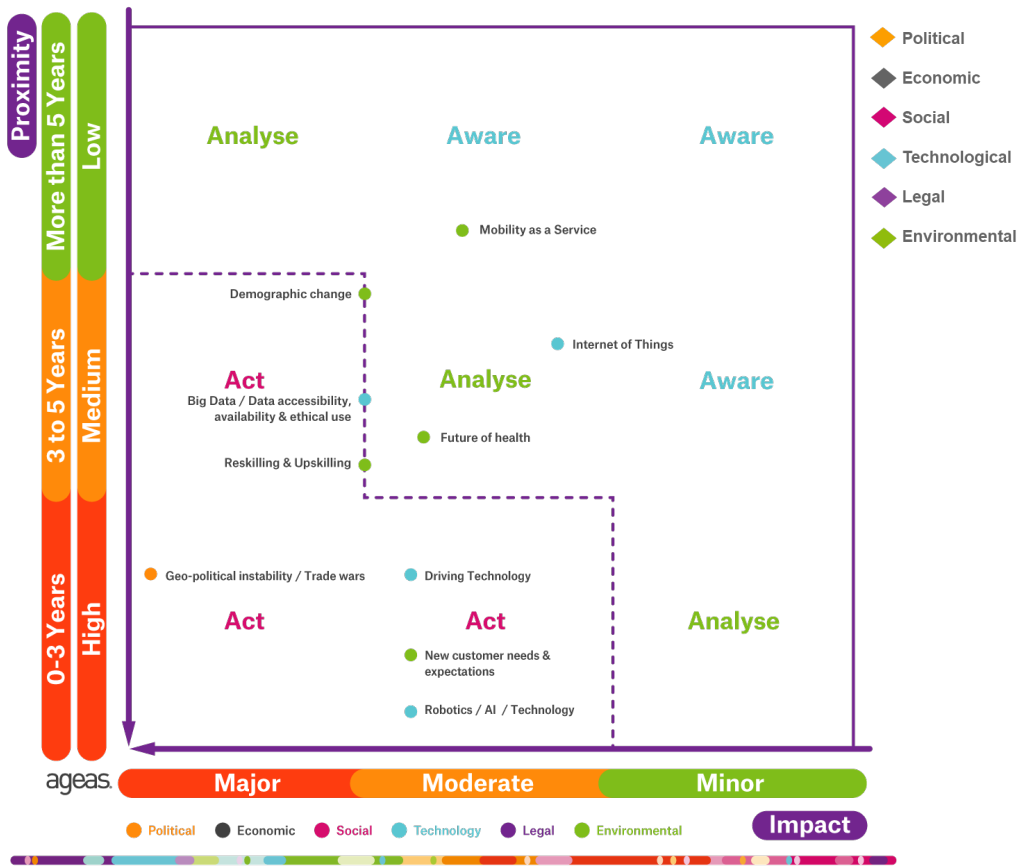 Proximity
More than 5 Years
Low
3 to 5 Years
Medium
0-3 Years
High
Analyse
Aware
Aware
Mobility as a Service
Demographic change
Internet of Things
Act
Analyse
Aware
Big Data / Data accessibility,
availability & ethical use
Future of health
Reskilling & Upskilling
Geo-political instability / Trade wars
Driving Technology
Act
Act
Analyse
New customer needs &
expectations
Robotics / AI / Technology
Political
Economic
Social
Technological
Legal
Environmental
ageas.
Major
Moderate
Minor
Impact
Political
Economic
Social
Technology
Legal
Environmental